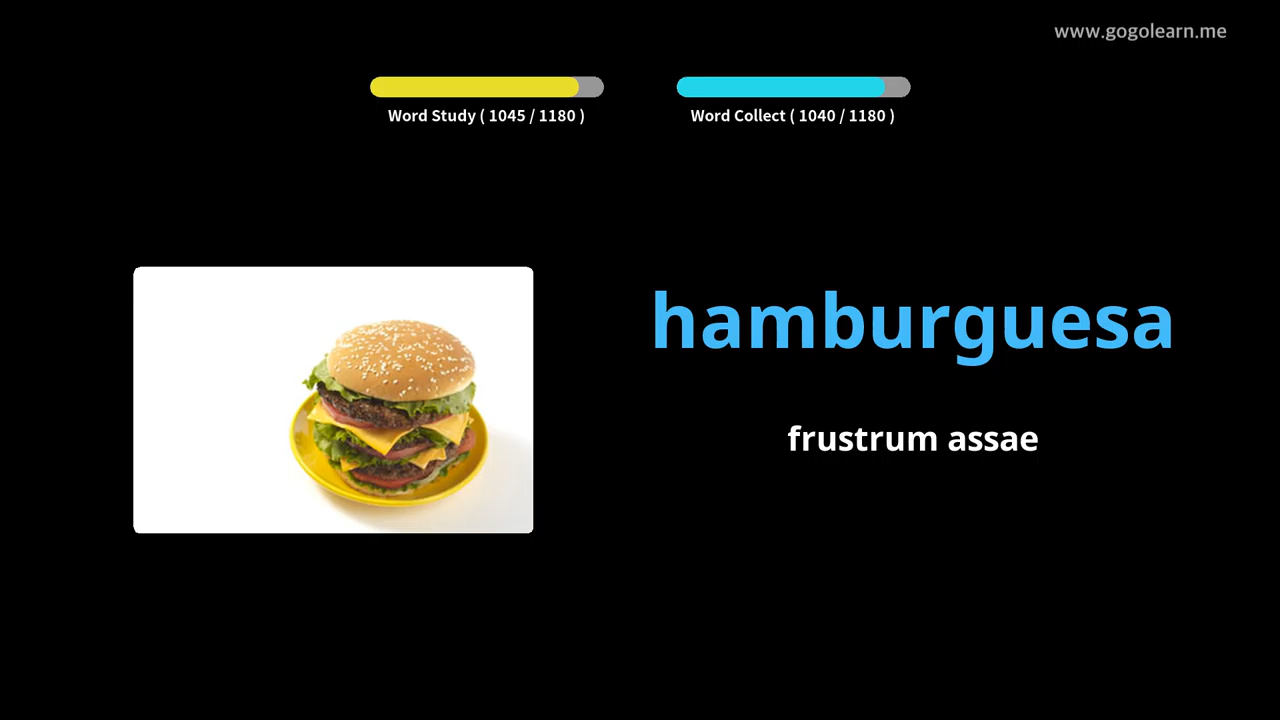 www.gogolearn.me
Word Study ( 1045 / 1180 )
Word Collect ( 1040 / 1180 )
hamburguesa
frustrum assae